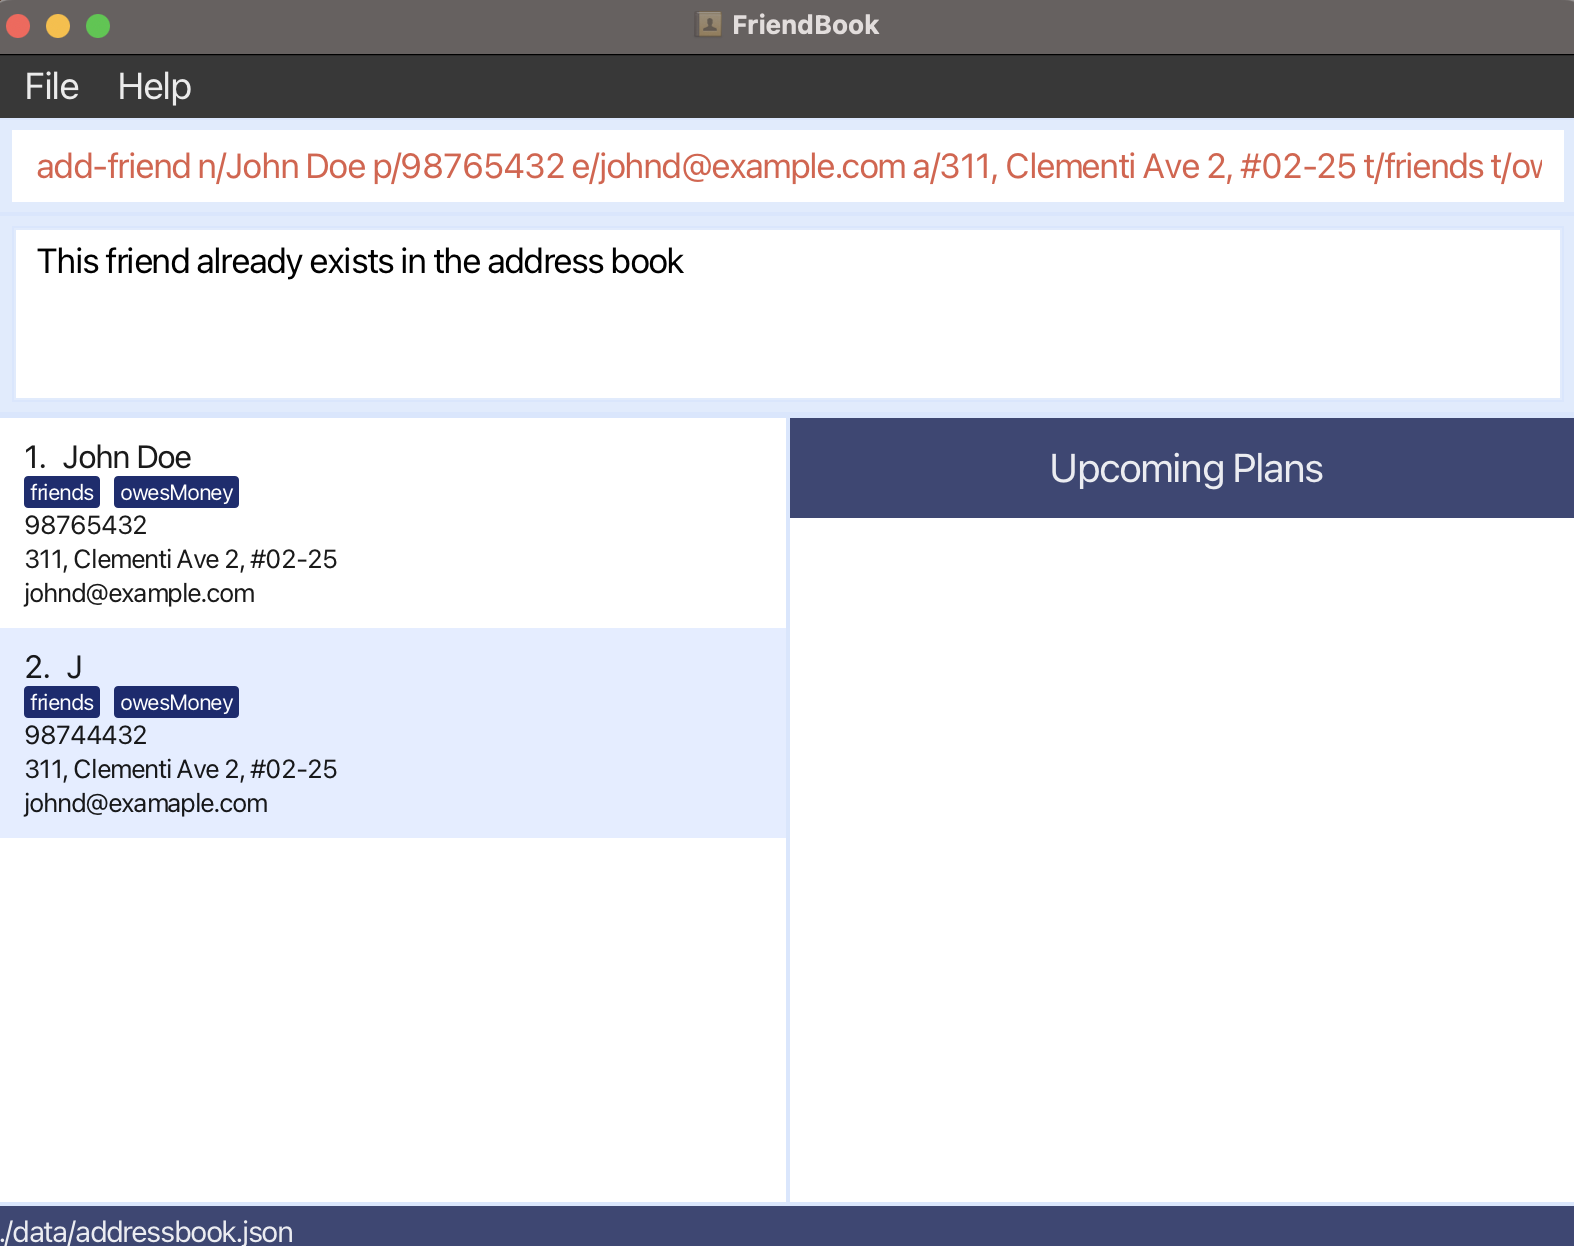 FriendBook
File Help
add-friend n/John Doe p/98765432 e/johnd@example.com a/311, Clementi Ave 2, #02-25 t/friends t/ow
This friend already exists in the address book
1. John Doe
friends owesMoney
98765432
311, Clementi Ave 2, #02-25
johnd@example.com
2. J
friends owesMoney
98744432
311, Clementi Ave 2, #02-25
johnd@examaple.com
Upcoming Plans
./data/addressbook.json